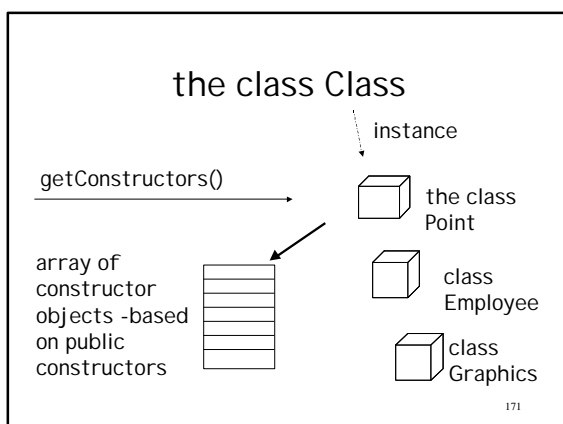 the class Class
instance
getConstructors()
the class
Point
array of
constructor
objects -based
on public
constructors
class
Employee
class
Graphics
171